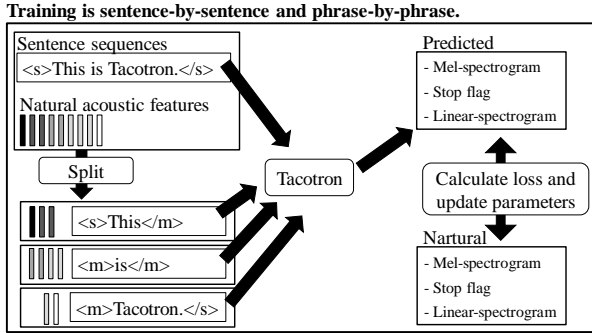 Training is sentence-by-sentence and phrase-by-phrase.
Sentence sequences
<s>This is Tacotron.</s>
Natural acoustic features
Split
<s>This</m>
<m>is</m>
<m>Tacotron.</s>
Tacotron
Predicted
- Mel-spectrogram
- Stop flag
- Linear-spectrogram
Calculate loss and
update parameters
Nartural
- Mel-spectrogram
- Stop flag
- Linear-spectrogram